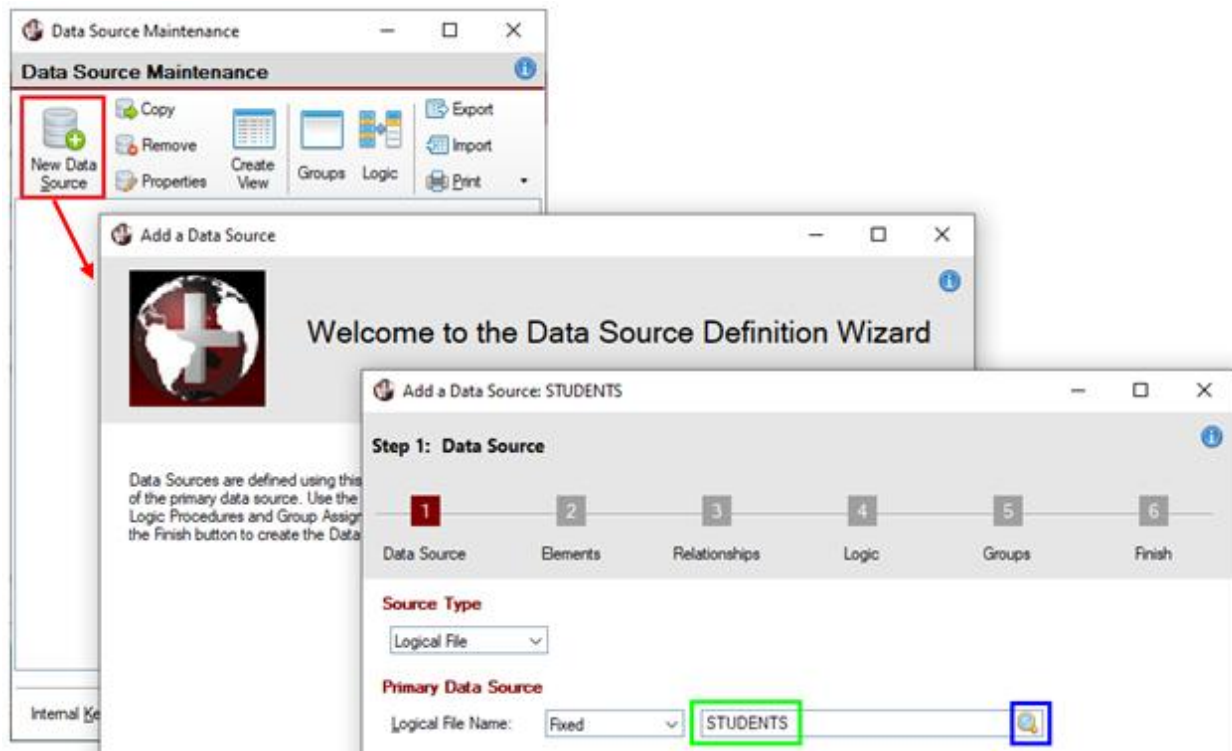 Data Source Maintenance
Data Source Maintenance
New Data
Source
Copy
Remove
Properties
Create
View
Groups
Logic
Export
Import
Print
Add a Data Source
Welcome to the Data Source Definition Wizard
Data Sources are defined using this
of the primary data source. Use the
Logic Procedures and Group Assign
the Finish button to create the Data
Internal Ke
Add a Data Source: STUDENTS
Step 1: Data Source
1 2 3 4 5 6
Data Source Elements Relationships Logic Groups Finish
Source Type
Logical File
Primary Data Source
Logical File Name: Fixed STUDENTS